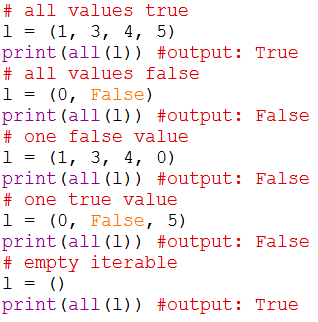 # all values true
l = (1, 3, 4, 5)
print(all(l)) #output: True
# all values false
l = (0, False)
print(all(l)) #output: False
# one false value
l = (1, 3, 4, 0)
print(all(l)) #output: False
# one true value
l = (0, False, 5)
print(all(l)) #output: False
# empty iterable
l = ()
print(all(l)) #output: True